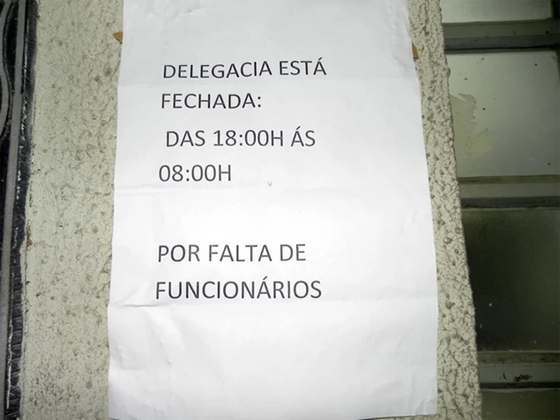 DELEGACIA ESTÁ
FECHADA:
DAS 18:00H ÁS
08:00H
POR FALTA DE
FUNCIONÁRIOS